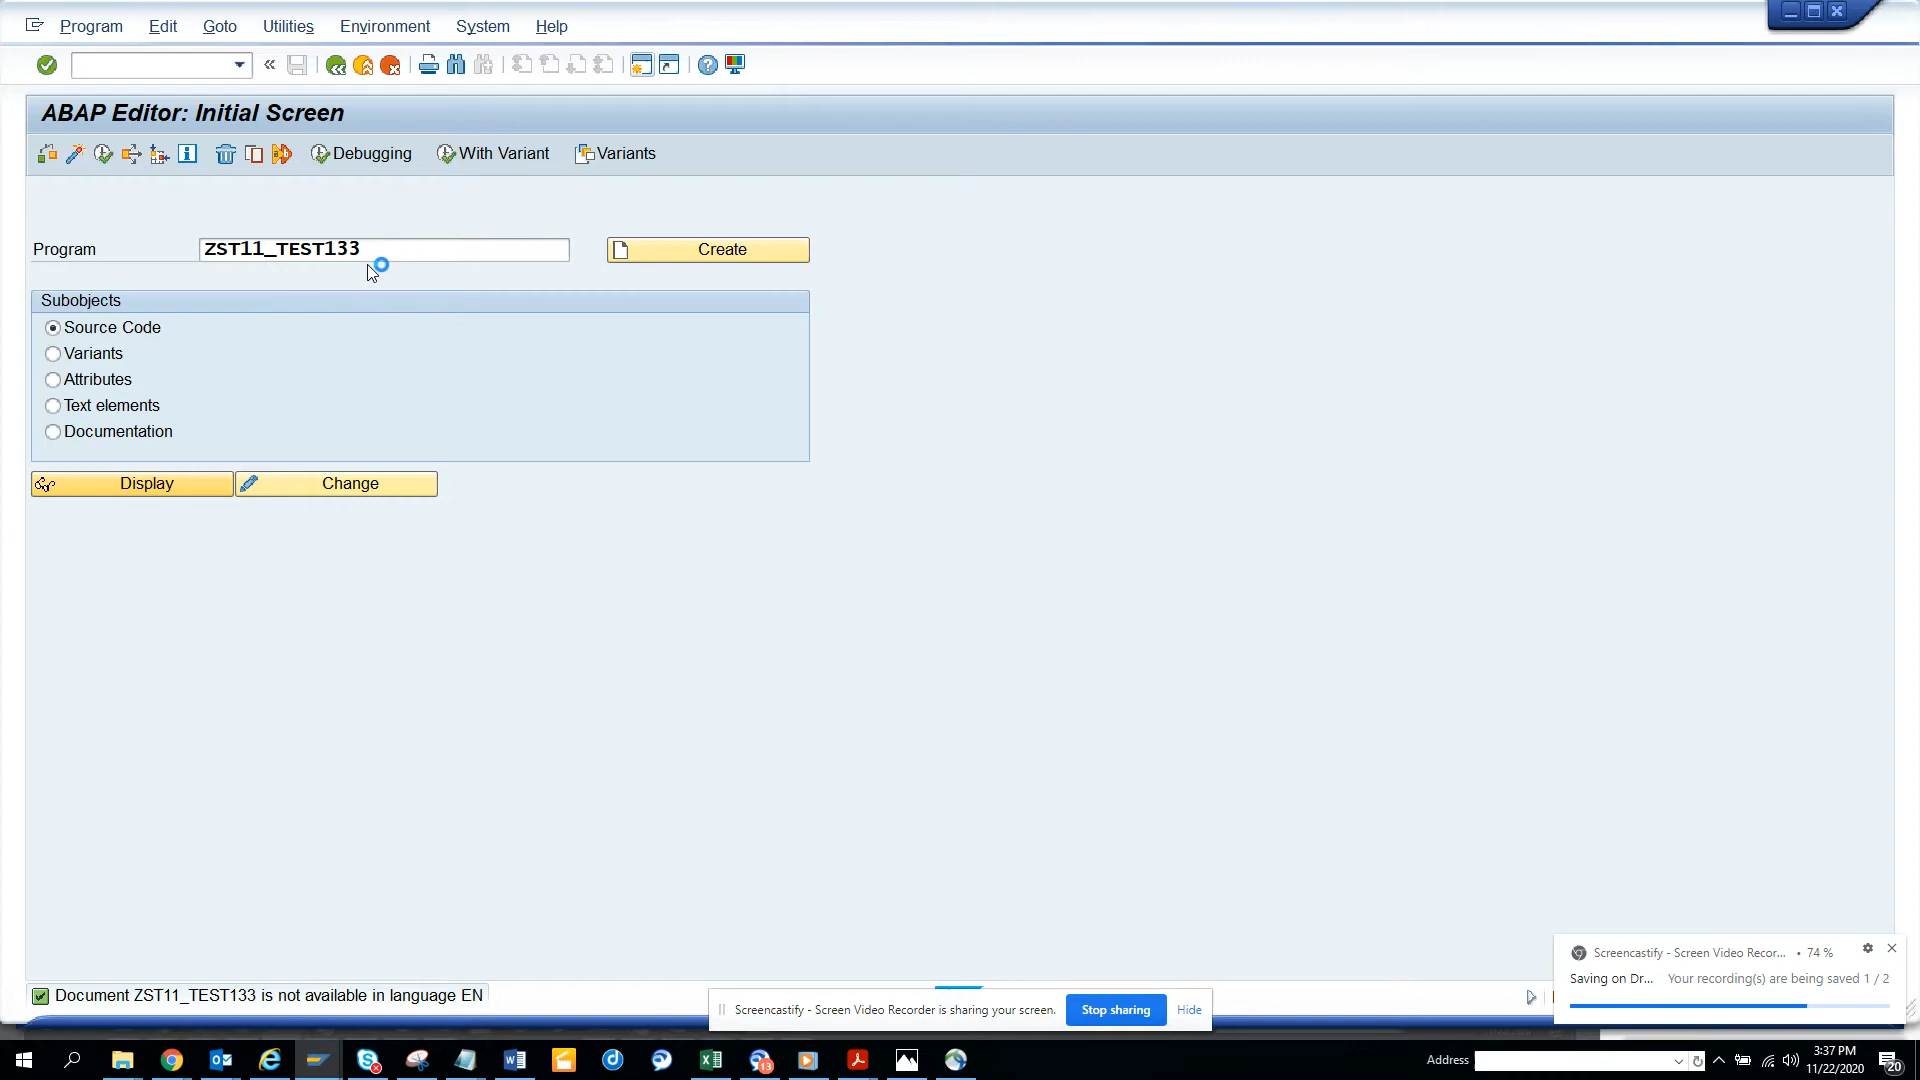 Program Edit Goto Utilities Environment System Help
ABAP Editor: Initial Screen
Debugging With Variant Variants
Program ZST11_TEST133 Create
Subobjects
Source Code
Variants
Attributes
Text elements
Documentation
Display Change
Screencastify - Screen Video Recor... • 74 %
Saving on Dr... Your recording(s) are being saved 1 / 2
Document ZST11_TEST133 is not available in language EN
Screencastify - Screen Video Recorder is sharing your screen. Stop sharing Hide
Address
3:37 PM
11/22/2020
13
20